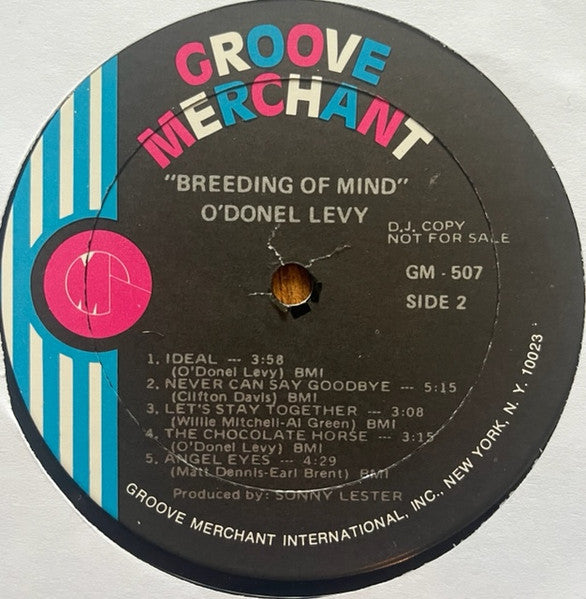 GROOVE
MERCHANT
"BREEDING OF MIND"
O'DONEL LEVY
D.J. COPY
NOT FOR SALE
GM - 507
SIDE 2
1. IDEAL --- 3:58
(O'Donel Levy) BMI
2. NEVER CAN SAY GOODBYE --- 5:15
(Clifton Davis) BMI
3. LET'S STAY TOGETHER --- 3:08
(Willie Mitchell-Al Green) BMI
4. THE CHOCOLATE HORSE --- 3:15
(O'Donel Levy) BMI
5. ANGEL EYES --- 4:29
(Matt Dennis-Earl Brent) BMI
Produced by: SONNY LESTER
GROOVE MERCHANT INTERNATIONAL, INC., NEW YORK, N. Y. 10023